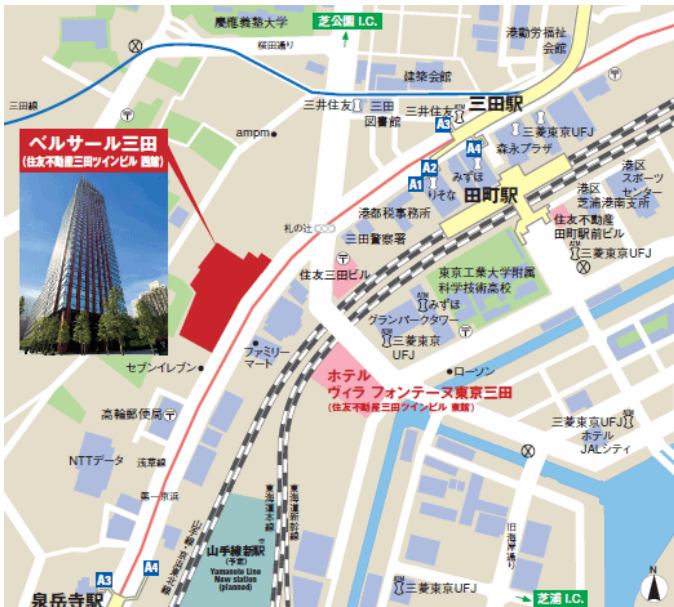 慶應義塾大学
桜田通り
芝公園 I.C.
港勤労福祉
会館
建築会館
三田線
三井住友
三田
図書館
三井住友
三田駅
A3
ampm
三菱東京UFJ
ベルサール三田
(住友不動産三田ツインビル 西館)
A4
森永プラザ
A2
みずほ
A1
りそな
田町駅
港区
スポーツ
センター
港区
芝浦港南支所
港都税事務所
札の辻
三田警察署
住友不動産
田町駅前ビル
三菱東京UFJ
住友三田ビル
東京工業大学附属
科学技術高校
みずほ
グランパークタワー
三菱東京
UFJ
ファミリー
マート
セブンイレブン
ローソン
ホテル
ヴィラ フォンテーヌ東京三田
(住友不動産三田ツインビル 東館)
高輪郵便局
三菱東京UFJ
ホテル
JALシティ
NTTデータ
浅草線
第一京浜
東海道本線
東海道新幹線
旧海岸通り
山手線・京浜東北線
山手線新駅
(予定)
Yamanote Line
New station
(planned)
A3
A4
泉岳寺駅
三菱東京UFJ
芝浦 I.C.
N